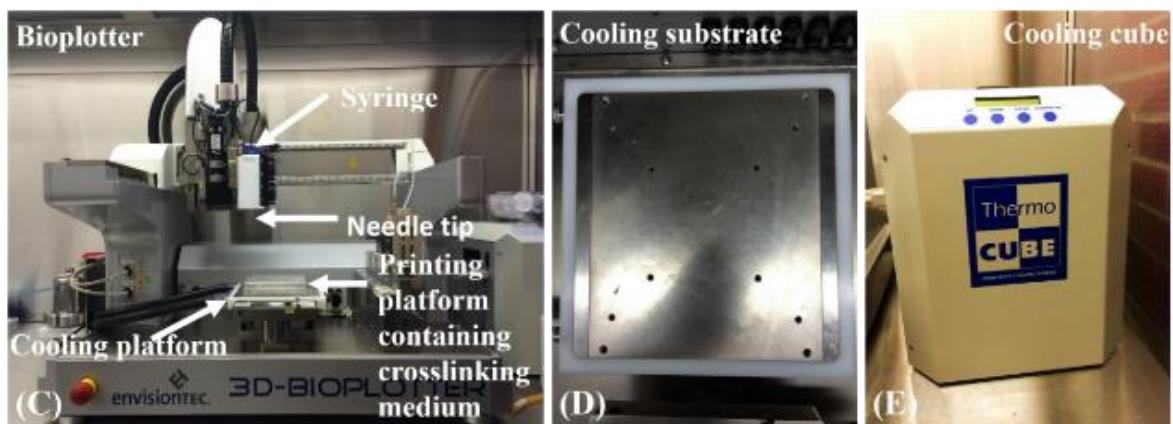 Bioplotter
Syringe
Needle tip
Printing
platform
containing
crosslinking
medium
Cooling platform
envisionTEC.
3D-BIOPLOTTER
(C)
Cooling substrate
(D)
Cooling cube
Thermo
CUBE
(E)